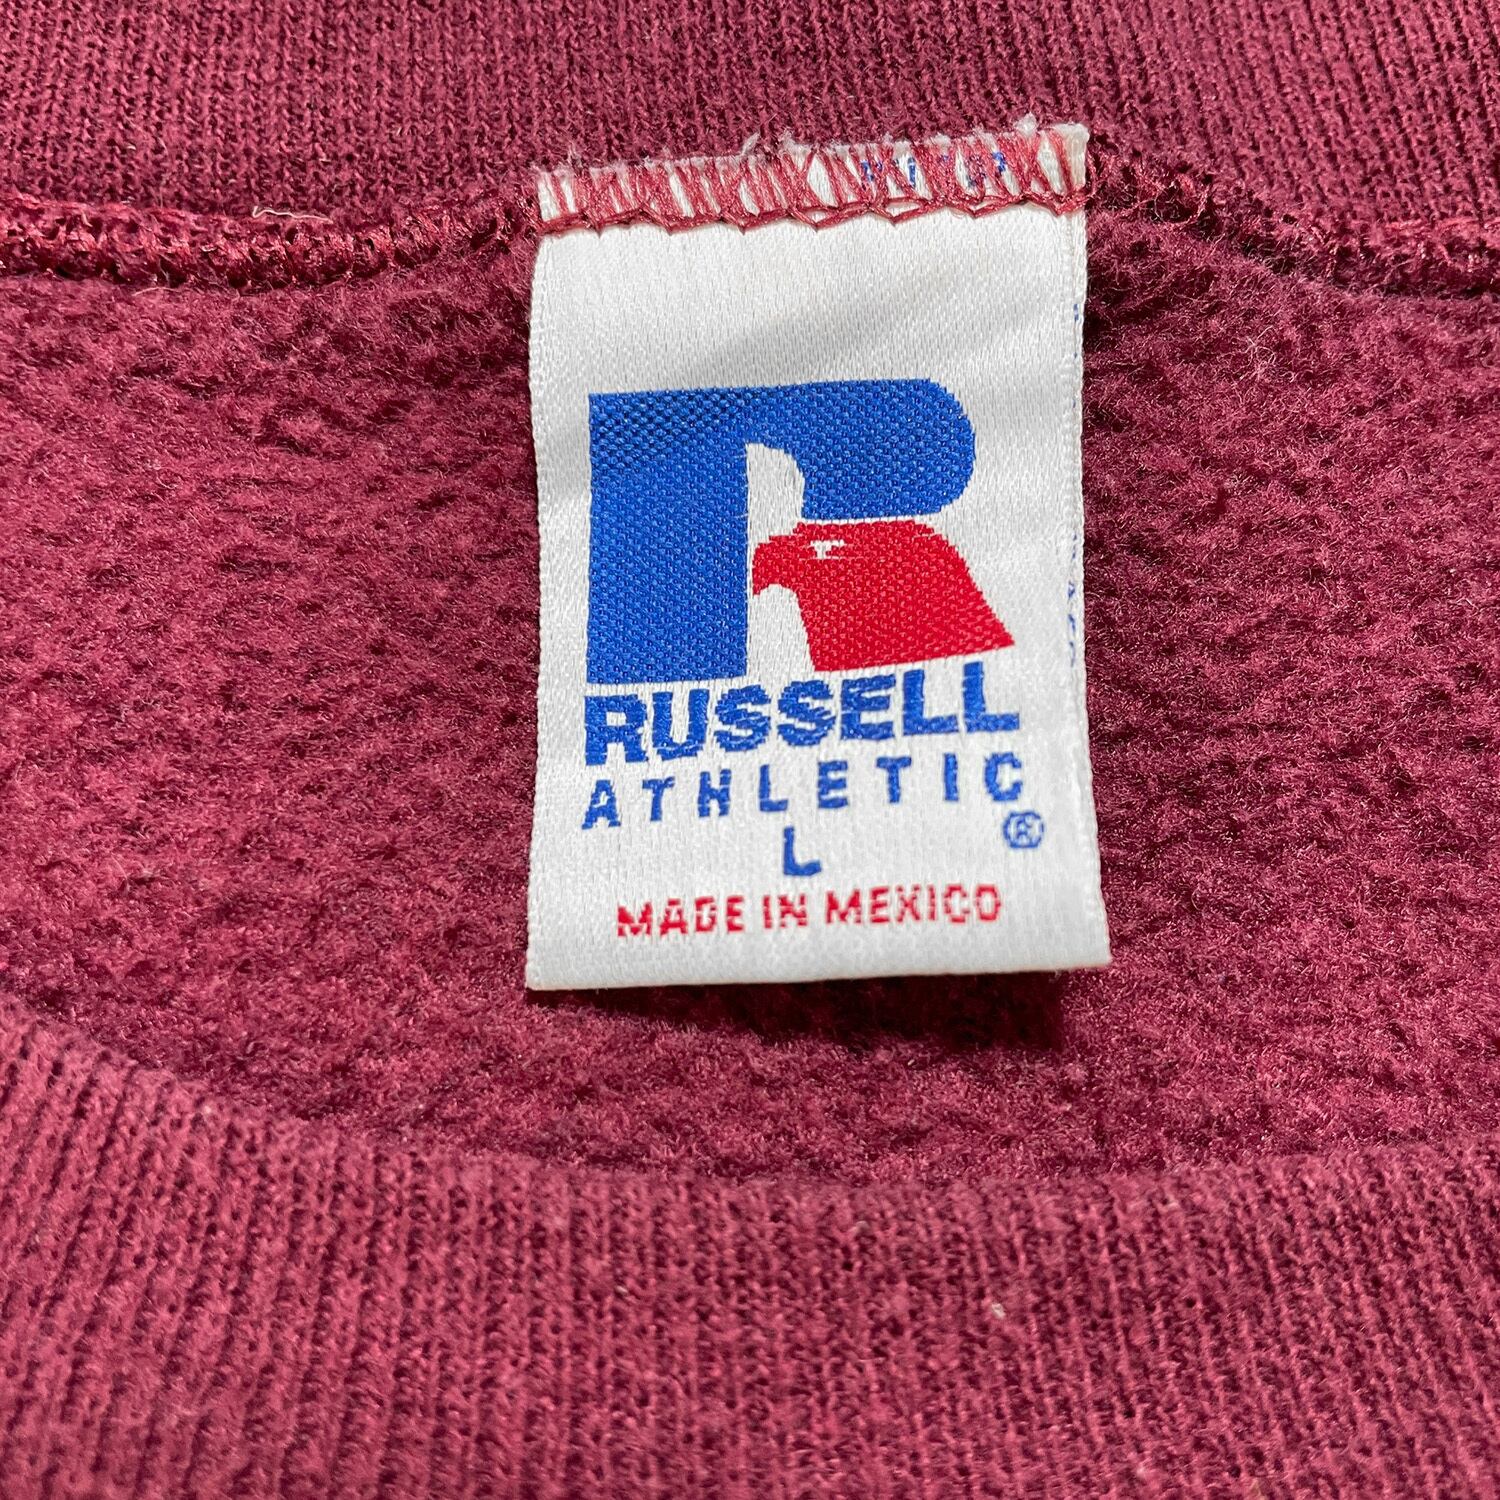 RUSSELL
ATHLETIC
®
L
MADE IN MEXICO